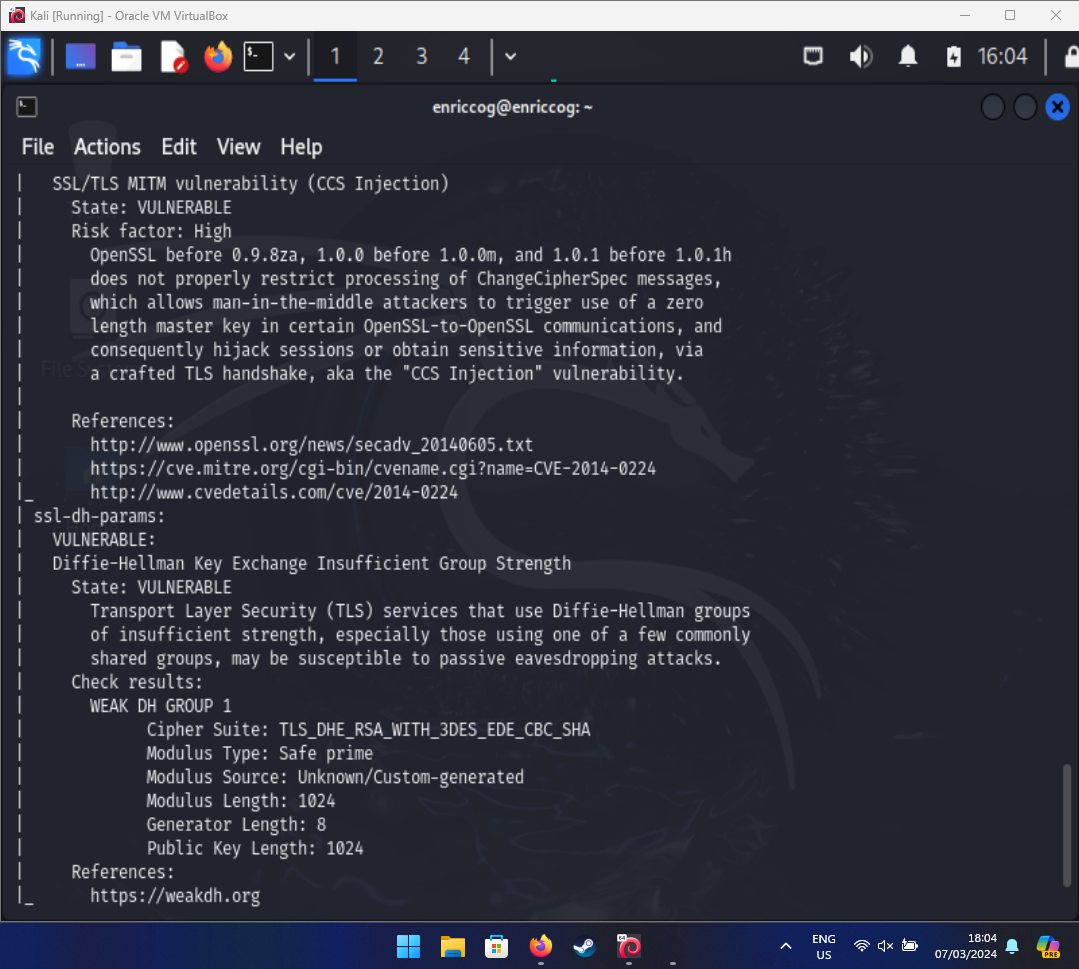 Kali [Running] - Oracle VM VirtualBox
1 2 3 4 16:04
enriccog@enriccog: ~
File Actions Edit View Help
|   SSL/TLS MITM vulnerability (CCS Injection)
|     State: VULNERABLE
|     Risk factor: High
|       OpenSSL before 0.9.8za, 1.0.0 before 1.0.0m, and 1.0.1 before 1.0.1h
|       does not properly restrict processing of ChangeCipherSpec messages,
|       which allows man-in-the-middle attackers to trigger use of a zero
|       length master key in certain OpenSSL-to-OpenSSL communications, and
|       consequently hijack sessions or obtain sensitive information, via
|       a crafted TLS handshake, aka the "CCS Injection" vulnerability.
|
|     References:
|       http://www.openssl.org/news/secadv_20140605.txt
|       https://cve.mitre.org/cgi-bin/cvename.cgi?name=CVE-2014-0224
|_      http://www.cvedetails.com/cve/2014-0224
| ssl-dh-params:
|   VULNERABLE:
|   Diffie-Hellman Key Exchange Insufficient Group Strength
|     State: VULNERABLE
|       Transport Layer Security (TLS) services that use Diffie-Hellman groups
|       of insufficient strength, especially those using one of a few commonly
|       shared groups, may be susceptible to passive eavesdropping attacks.
|     Check results:
|       WEAK DH GROUP 1
|             Cipher Suite: TLS_DHE_RSA_WITH_3DES_EDE_CBC_SHA
|             Modulus Type: Safe prime
|             Modulus Source: Unknown/Custom-generated
|             Modulus Length: 1024
|             Generator Length: 8
|             Public Key Length: 1024
|     References:
|_      https://weakdh.org
ENG
US
18:04
07/03/2024
PRE